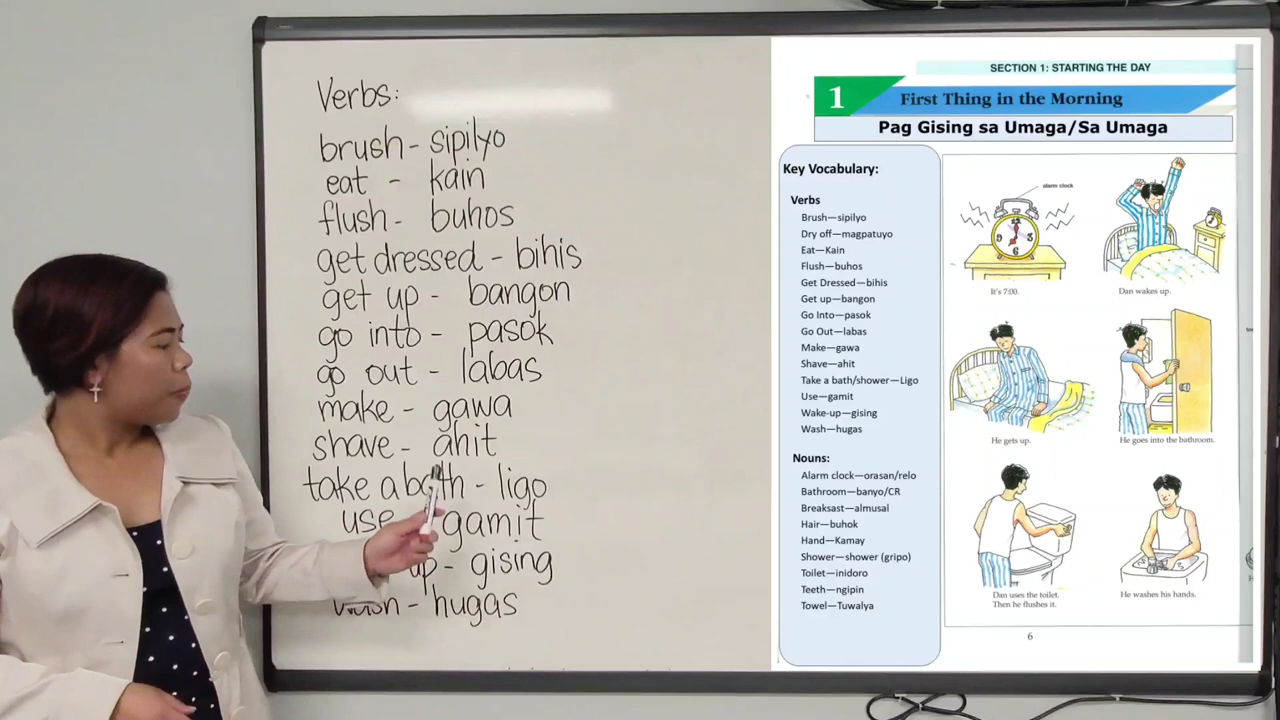 Verbs:
brush - sipilyo
eat - kain
flush - buhos
get dressed - bihis
get up - bangon
go into - pasok
go out - labas
make - gawa
shave - ahit
take a bath - ligo
use gamit
up - gising
- hugas
SECTION 1: STARTING THE DAY
1
First Thing in the Morning
Pag Gising sa Umaga/Sa Umaga
Key Vocabulary:
Verbs
Brush—sipilyo
Dry off—magpatuyo
Eat—Kain
Flush—buhos
Get Dressed—bihis
Get up—bangon
Go Into—pasok
Go Out—labas
Make—gawa
Shave—ahit
Take a bath/shower—Ligo
Use—gamit
Wake-up—gising
Wash—hugas
Nouns:
Alarm clock—orasan/relo
Bathroom—banyo/CR
Breaksast—almusal
Hair—buhok
Hand—Kamay
Shower—shower (gripo)
Toilet—inidoro
Teeth—ngipin
Towel—Tuwalya
alarm clock
It's 7:00.
Dan wakes up.
He gets up.
He goes into the bathroom.
Dan uses the toilet.
Then he flushes it.
He washes his hands.
6